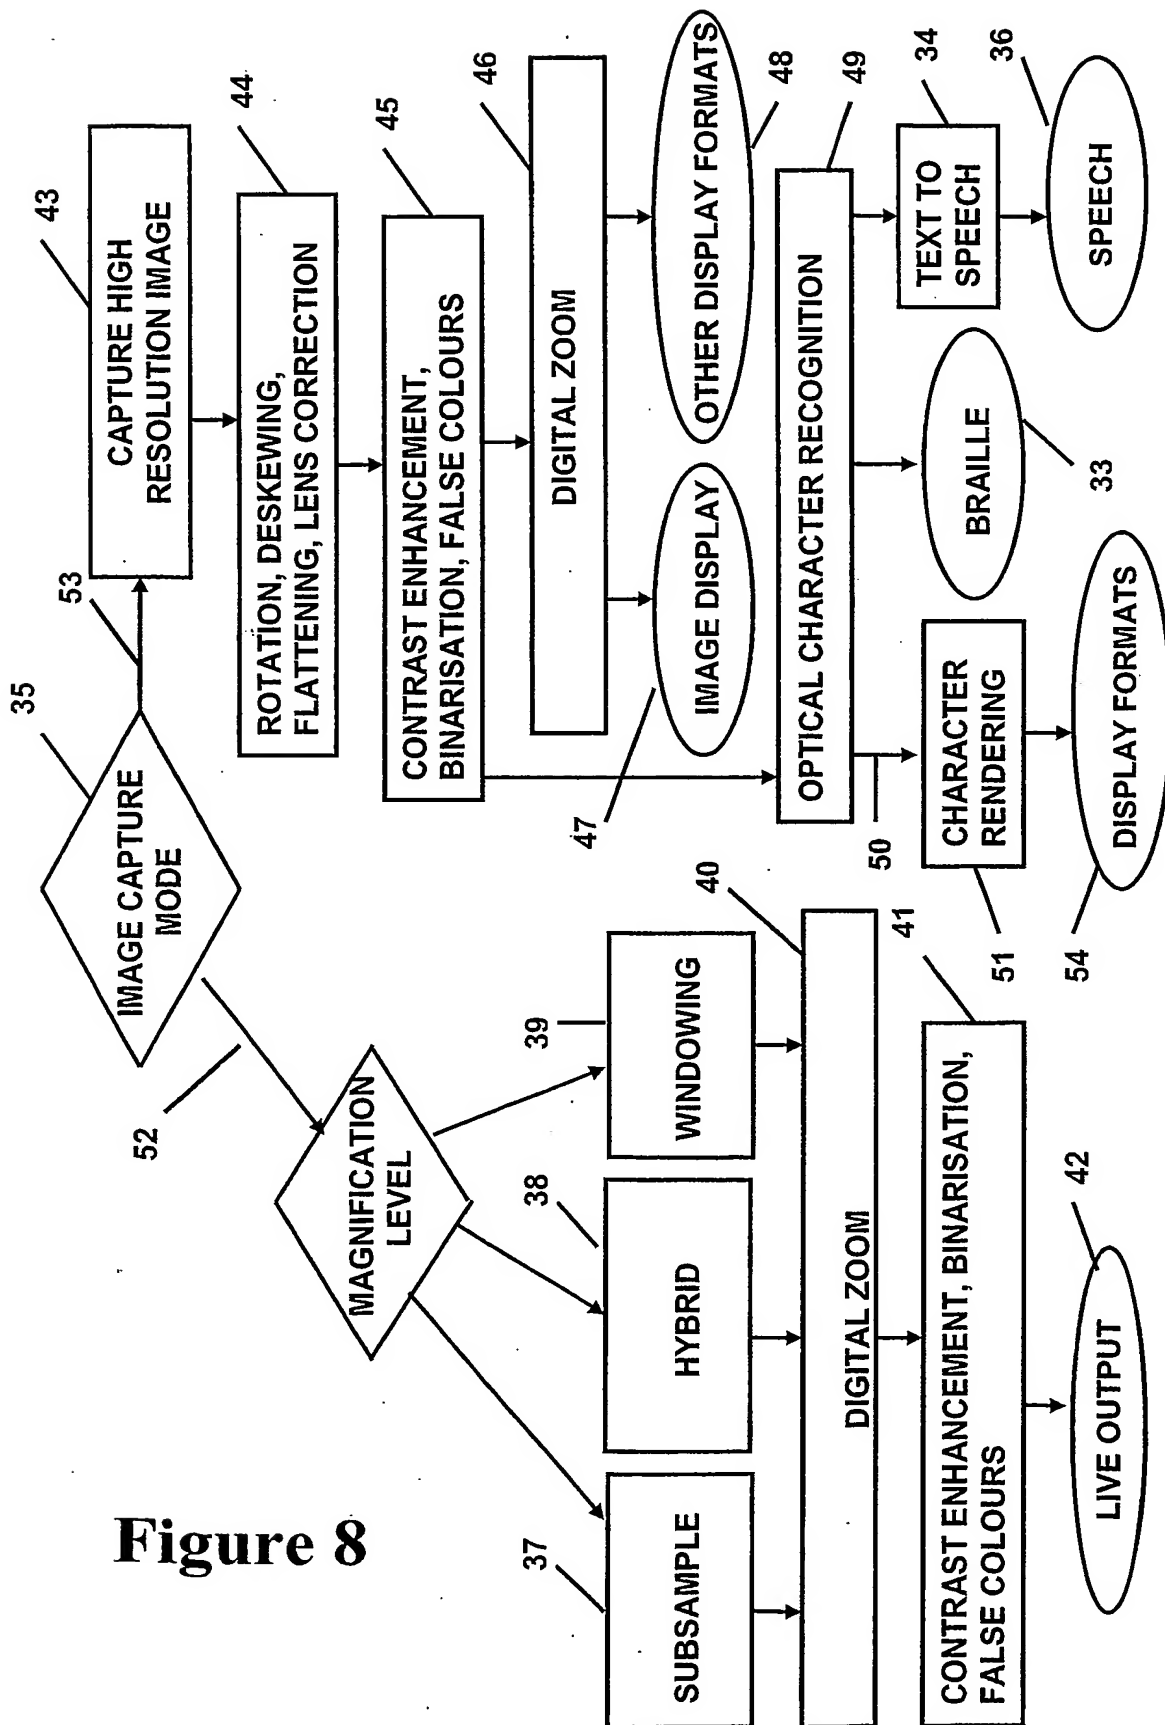 35
IMAGE CAPTURE
MODE
53
43
CAPTURE HIGH
RESOLUTION IMAGE
44
ROTATION, DESKEWING,
FLATTENING, LENS CORRECTION
45
CONTRAST ENHANCEMENT,
BINARISATION, FALSE COLOURS
46
DIGITAL ZOOM
47
IMAGE DISPLAY
OTHER DISPLAY FORMATS
48
OPTICAL CHARACTER RECOGNITION
49
50
CHARACTER
RENDERING
51
DISPLAY FORMATS
54
BRAILLE
33
TEXT TO
SPEECH
34
SPEECH
36
52
MAGNIFICATION
LEVEL
37
SUBSAMPLE
38
HYBRID
39
WINDOWING
40
DIGITAL ZOOM
41
CONTRAST ENHANCEMENT, BINARISATION,
FALSE COLOURS
42
LIVE OUTPUT
Figure 8